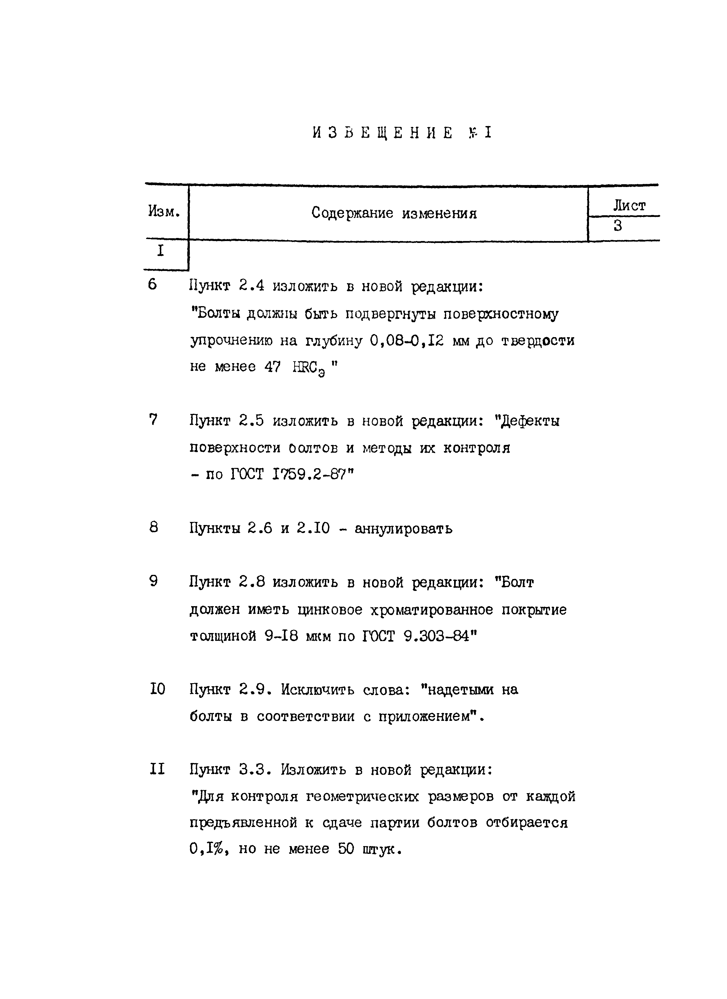 ИЗВЕЩЕНИЕ № I
Изм.
Содержание изменения
Лист
3
I
6 Пункт 2.4 изложить в новой редакции:
"Болты должны быть подвергнуты поверхностному
упрочнению на глубину 0,08-0,I2 мм до твердости
не менее 47 HRCэ "
7 Пункт 2.5 изложить в новой редакции: "Дефекты
поверхности болтов и методы их контроля
- по ГОСТ I759.2-87"
8 Пункты 2.6 и 2.I0 - аннулировать
9 Пункт 2.8 изложить в новой редакции: "Болт
должен иметь цинковое хроматированное покрытие
толщиной 9-I8 мкм по ГОСТ 9.303-84"
I0 Пункт 2.9. Исключить слова: "надетыми на
болты в соответствии с приложением".
II Пункт 3.3. Изложить в новой редакции:
"Для контроля геометрических размеров от каждой
предъявленной к сдаче партии болтов отбирается
0,I%, но не менее 50 штук.